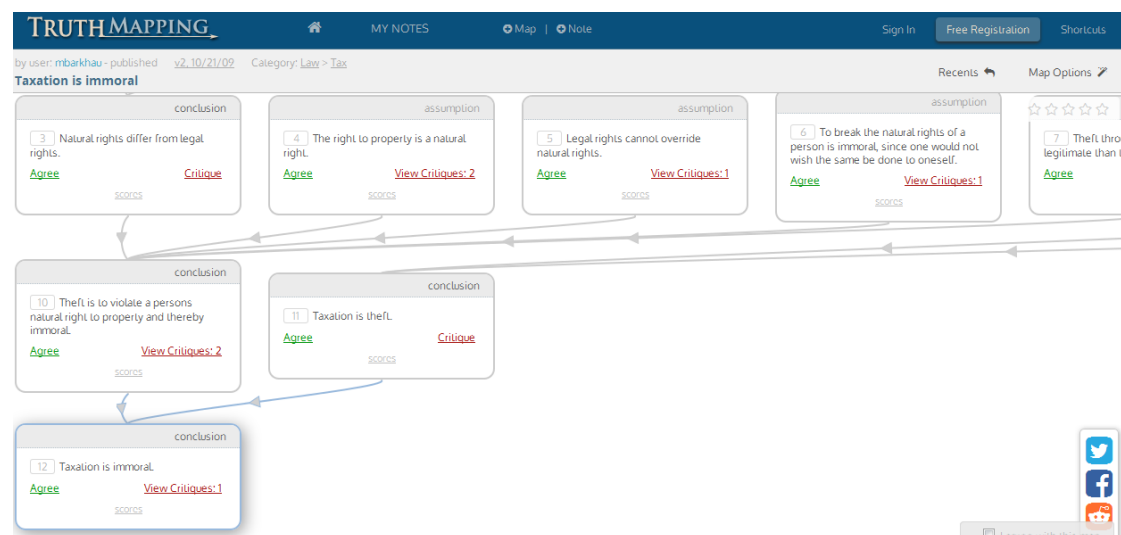 TRUTHMAPPING
MY NOTES
Map | Note
Sign In
Free Registration
Shortcuts
by user: mbarkhau - published v2, 10/21/09 Category: Law > Tax
Taxation is immoral
Recents
Map Options
conclusion
3 Natural rights differ from legal
rights.
Agree Critique
scores
assumption
4 The right to property is a natural
right.
Agree View Critiques: 2
scores
assumption
5 Legal rights cannot override
natural rights.
Agree View Critiques: 1
scores
assumption
6 To break the natural rights of a
person is immoral, since one would not
wish the same be done to oneself.
Agree View Critiques: 1
scores
7 Theft thro
legitimate than
Agree
conclusion
10 Theft is to violate a persons
natural right to property and thereby
immoral.
Agree View Critiques: 2
scores
conclusion
11 Taxation is theft.
Agree Critique
scores
conclusion
12 Taxation is immoral.
Agree View Critiques: 1
scores